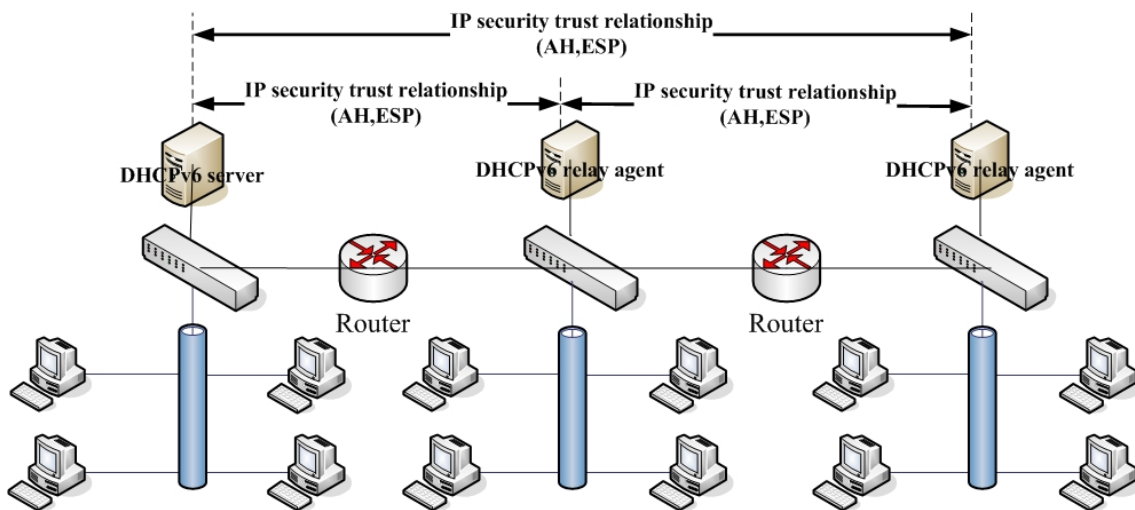 IP security trust relationship
(AH,ESP)
IP security trust relationship
(AH,ESP)
IP security trust relationship
(AH,ESP)
DHCPv6 server
DHCPv6 relay agent
DHCPv6 relay agent
Router
Router